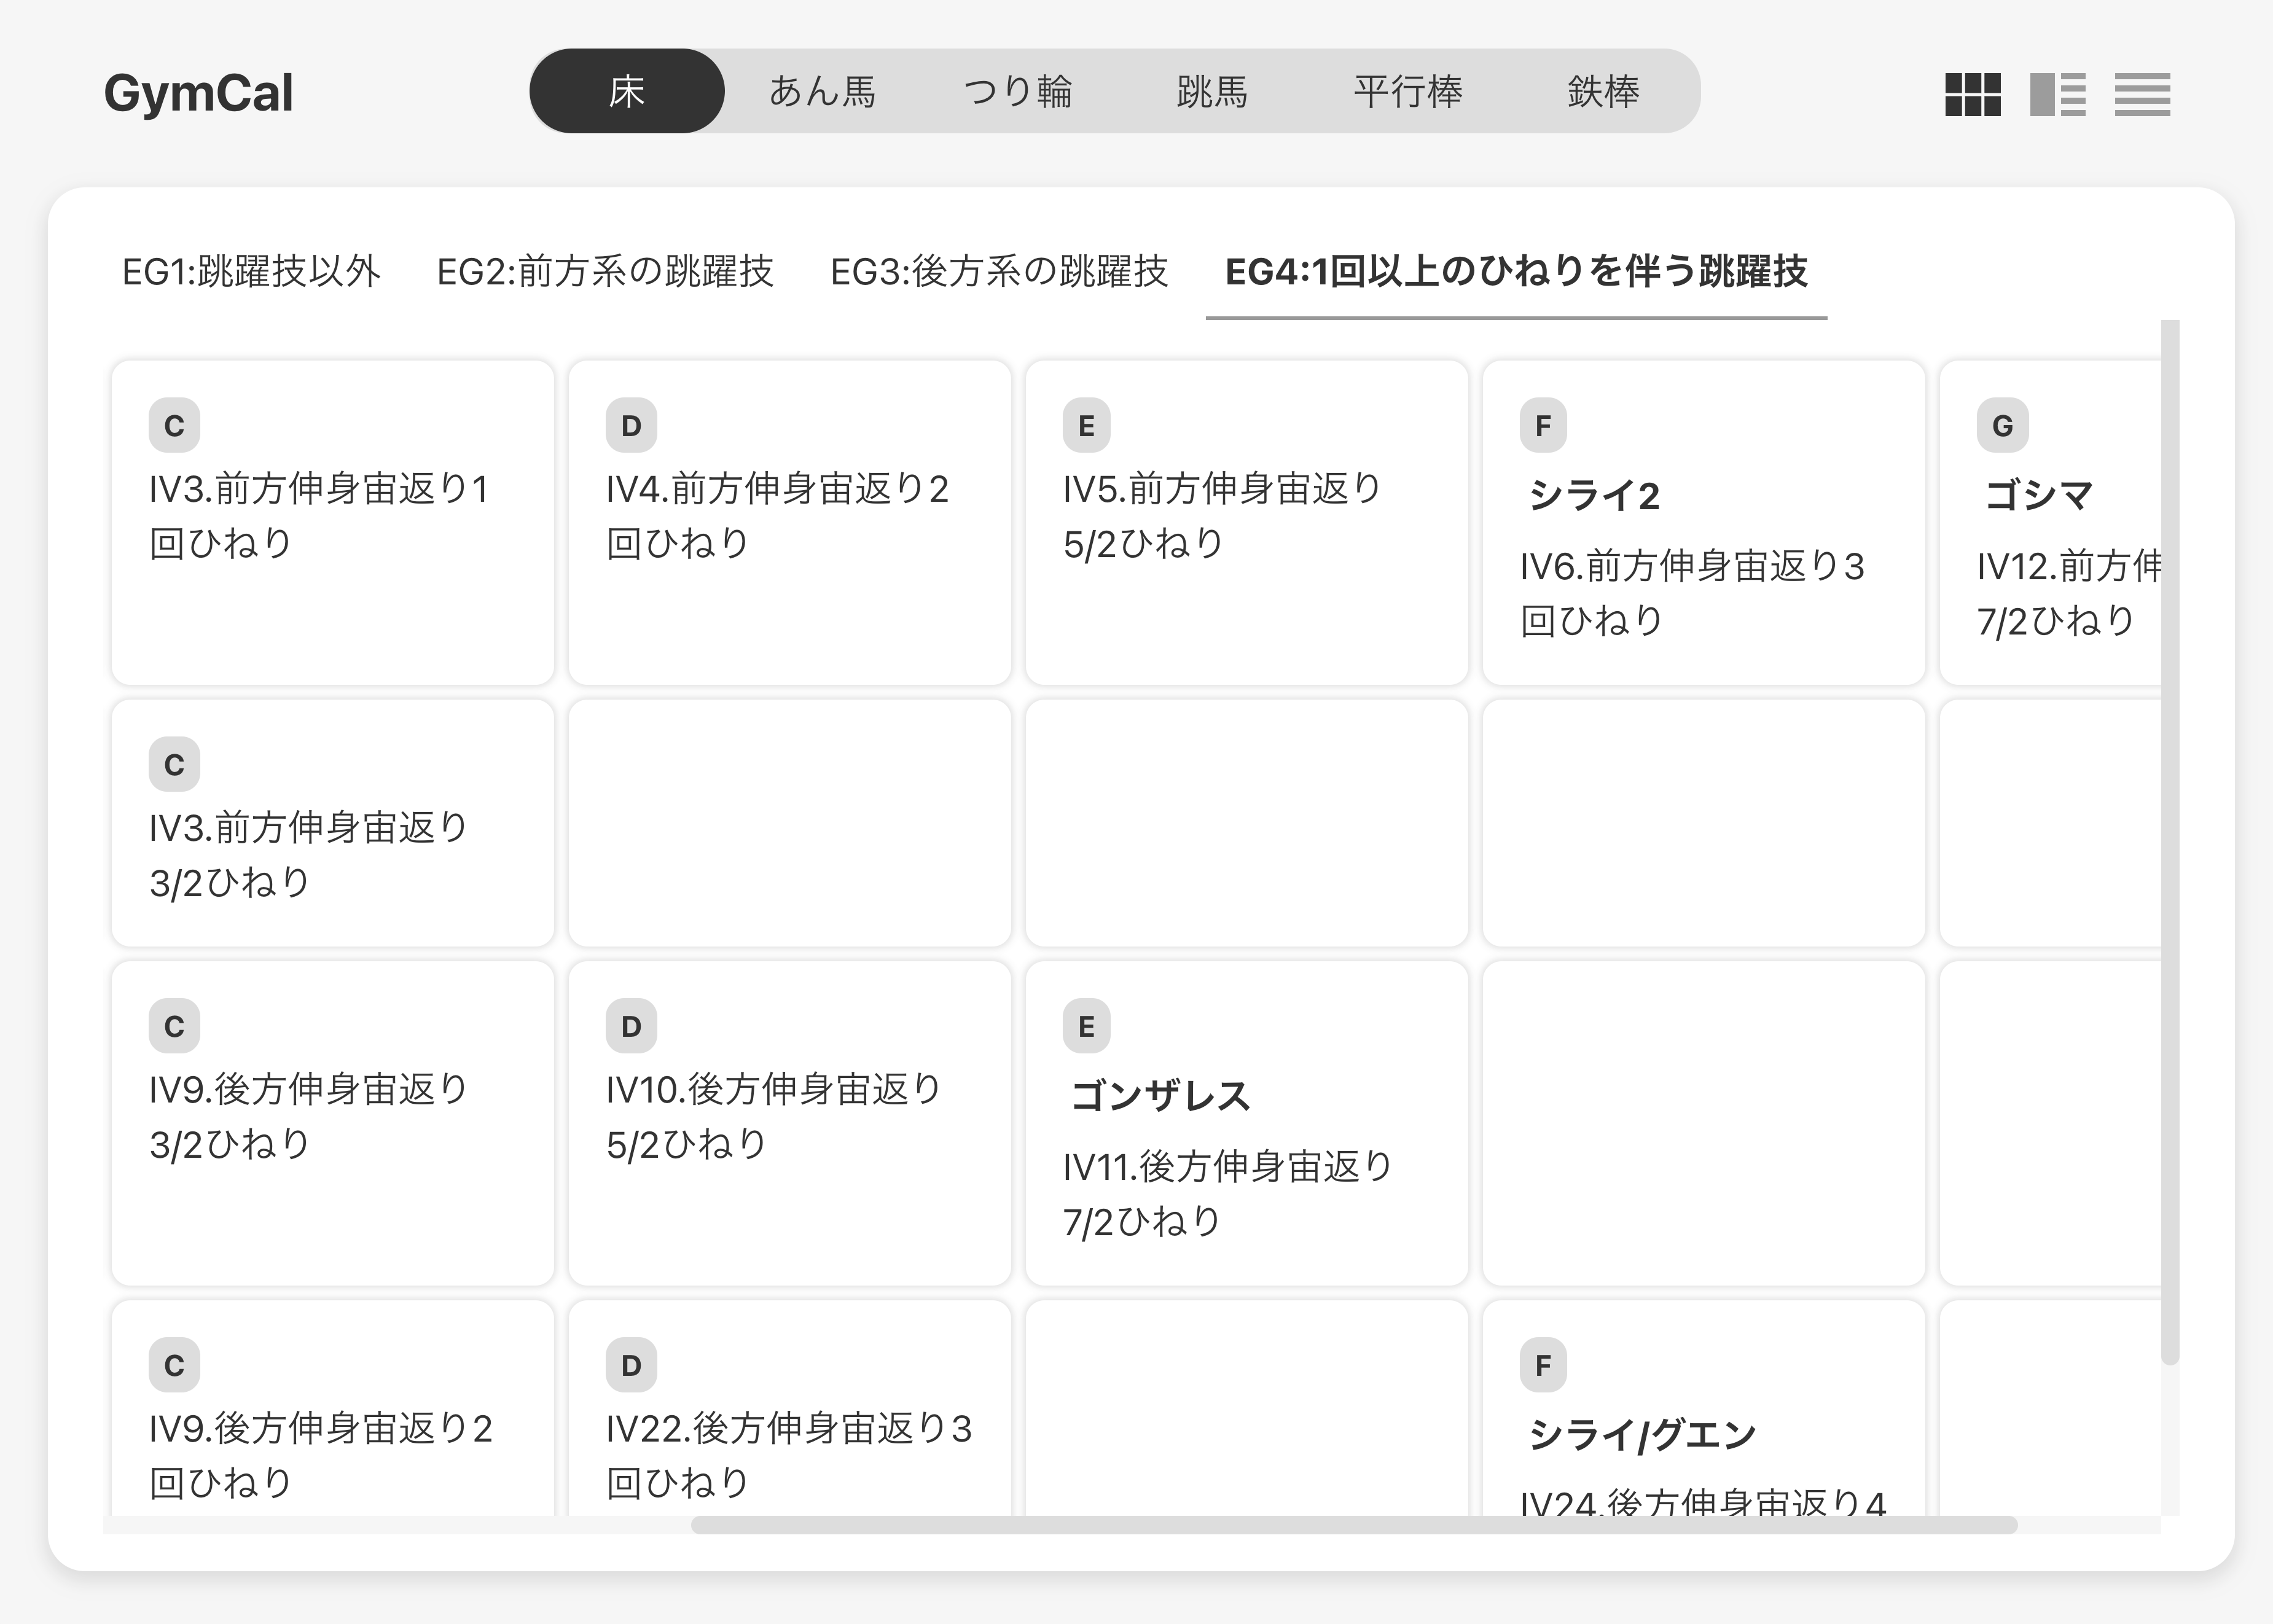 GymCal
床 あん馬 つり輪 跳馬 平行棒 鉄棒
EG1:跳躍技以外 EG2:前方系の跳躍技 EG3:後方系の跳躍技 EG4:1回以上のひねりを伴う跳躍技
C
IV3.前方伸身宙返り1
回ひねり
D
IV4.前方伸身宙返り2
回ひねり
E
IV5.前方伸身宙返り
5/2ひねり
F
シライ2
IV6.前方伸身宙返り3
回ひねり
G
ゴシマ
IV12.前方伸
7/2ひねり
C
IV3.前方伸身宙返り
3/2ひねり
C
IV9.後方伸身宙返り
3/2ひねり
D
IV10.後方伸身宙返り
5/2ひねり
E
ゴンザレス
IV11.後方伸身宙返り
7/2ひねり
C
IV9.後方伸身宙返り2
回ひねり
D
IV22.後方伸身宙返り3
回ひねり
F
シライ/グエン
IV24.後方伸身宙返り4